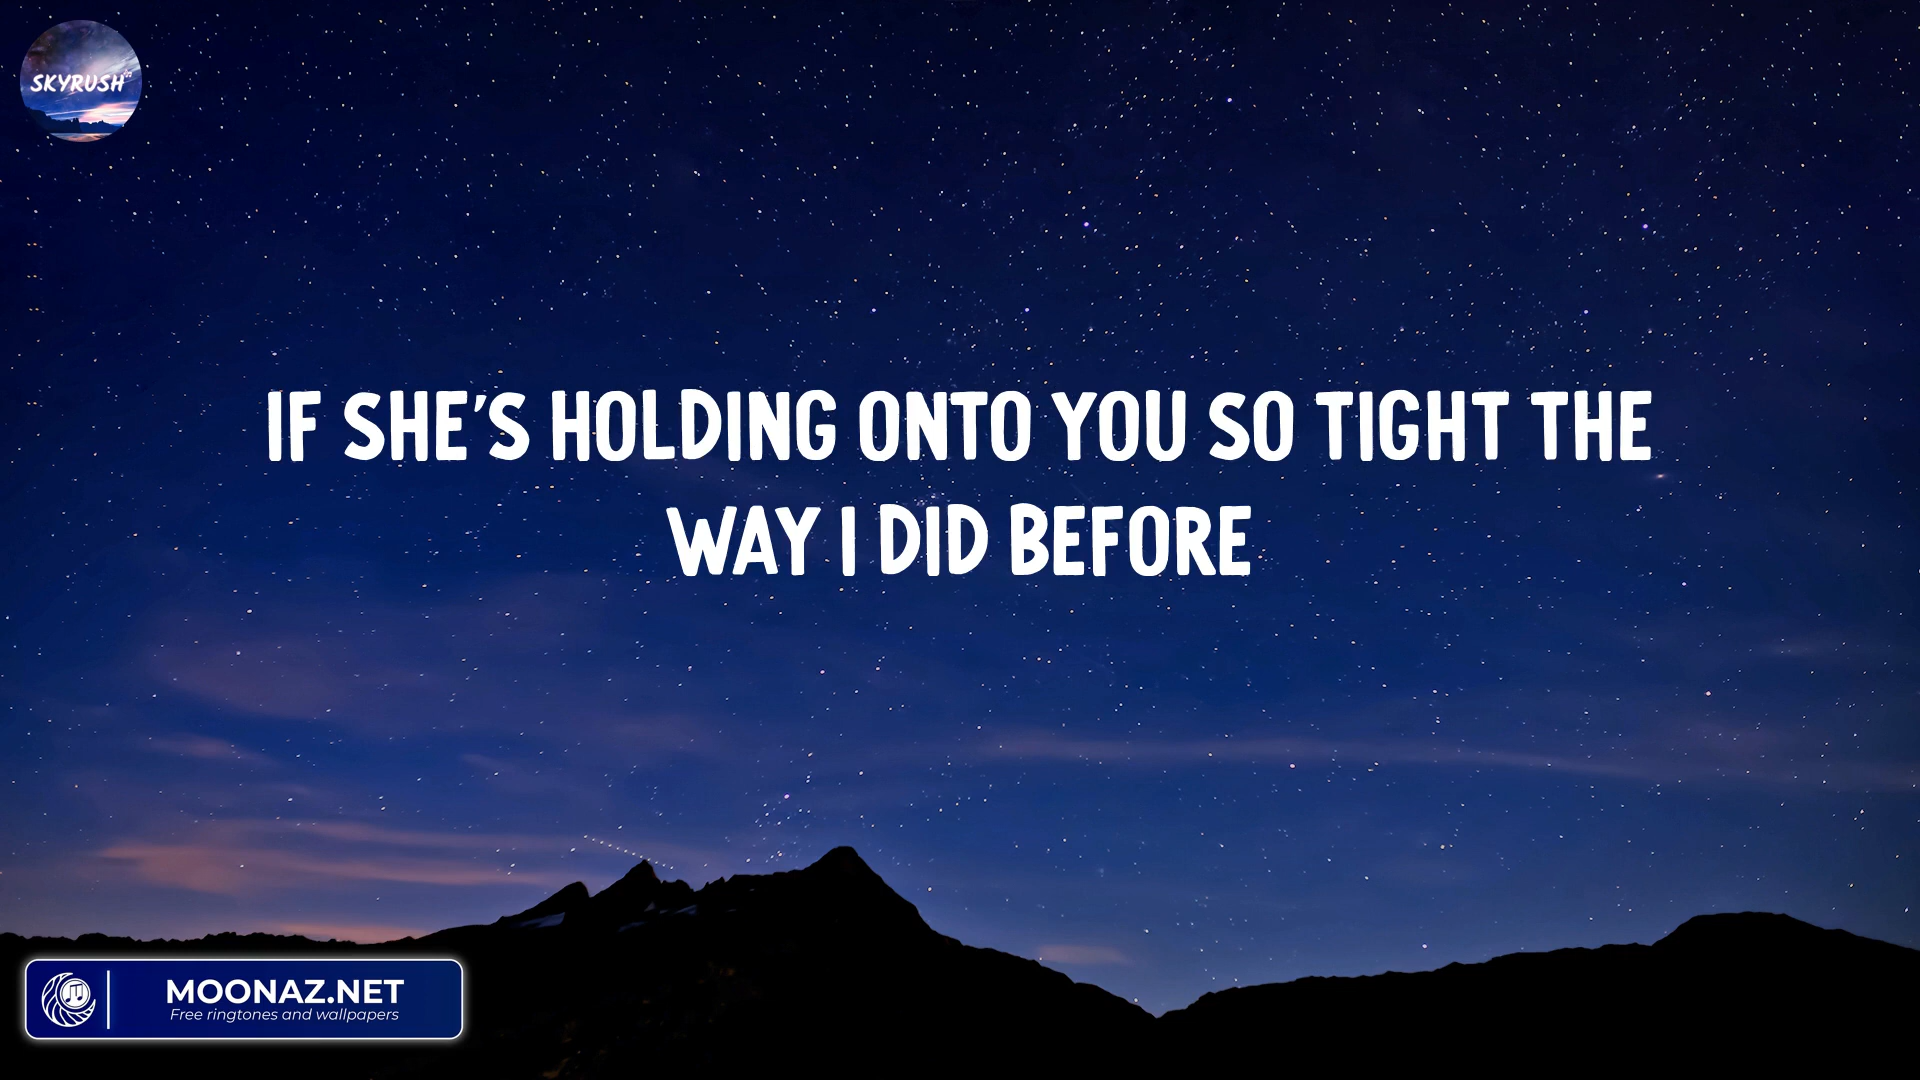 SKYRUSH
IF SHE'S HOLDING ONTO YOU SO TIGHT THE
WAY I DID BEFORE
MOONAZ.NET
Free ringtones and wallpapers